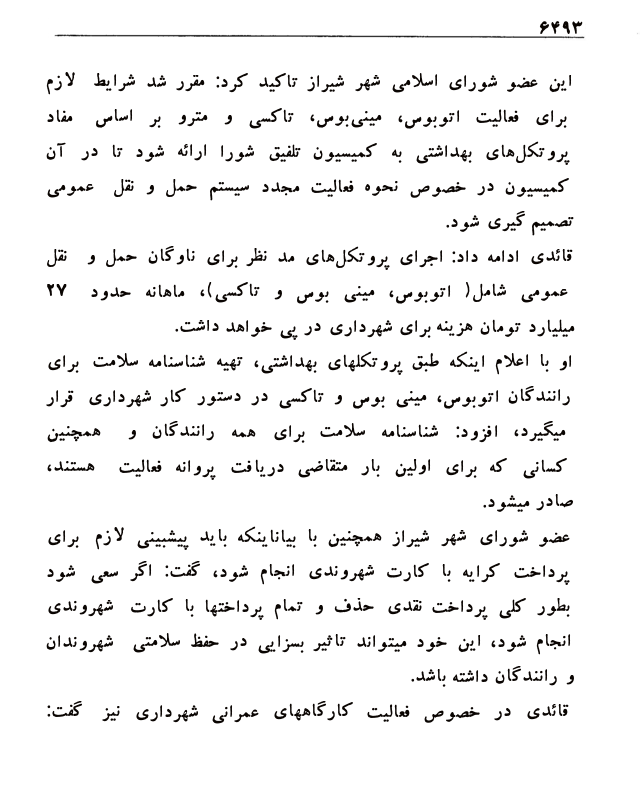 ۶۴۹۳
این عضو شورای اسلامی شهر شیراز تاکید کرد: مقرر شد شرایط لازم
برای فعالیت اتوبوس، مینی‌بوس، تاکسی و مترو بر اساس مفاد
پروتکل‌های بهداشتی به کمیسیون تلفیق شورا ارائه شود تا در آن
کمیسیون در خصوص نحوه فعالیت مجدد سیستم حمل و نقل عمومی
تصمیم گیری شود.
قائدی ادامه داد: اجرای پروتکل‌های مد نظر برای ناوگان حمل و نقل
عمومی شامل( اتوبوس، مینی بوس و تاکسی)، ماهانه حدود ۲۷
میلیارد تومان هزینه برای شهرداری در پی خواهد داشت.
او با اعلام اینکه طبق پروتکلهای بهداشتی، تهیه شناسنامه سلامت برای
رانندگان اتوبوس، مینی بوس و تاکسی در دستور کار شهرداری قرار
میگیرد، افزود: شناسنامه سلامت برای همه رانندگان و همچنین
کسانی که برای اولین بار متقاضی دریافت پروانه فعالیت هستند،
صادر میشود.
عضو شورای شهر شیراز همچنین با بیاناینکه باید پیشبینی لازم برای
پرداخت کرایه با کارت شهروندی انجام شود، گفت: اگر سعی شود
بطور کلی پرداخت نقدی حذف و تمام پرداختها با کارت شهروندی
انجام شود، این خود میتواند تاثیر بسزایی در حفظ سلامتی شهروندان
و رانندگان داشته باشد.
قائدی در خصوص فعالیت کارگاههای عمرانی شهرداری نیز گفت: